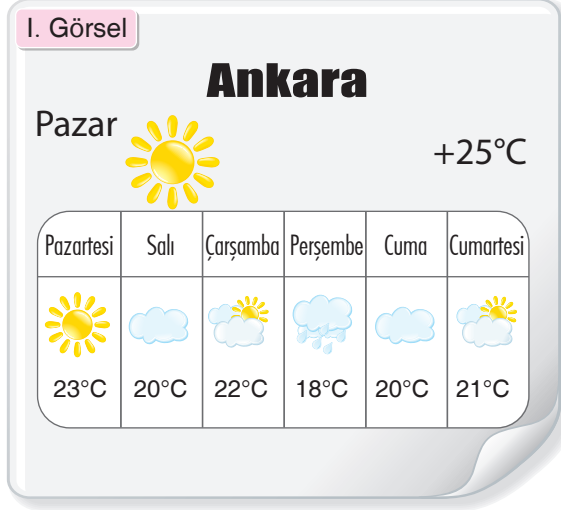 I. Görsel
Ankara
Pazar
+25°C
Pazartesi Salı Çarşamba Perşembe Cuma Cumartesi
23°C 20°C 22°C 18°C 20°C 21°C